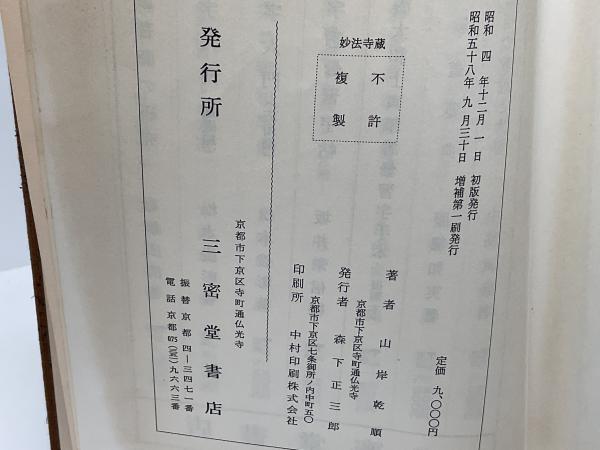 昭和四年十二月一日 初版発行
昭和五十八年九月三十日 増補第一刷発行
定価 九、〇〇〇円
妙法寺蔵
不許
複製
著者 山岸乾順
京都市下京区寺町通仏光寺
発行者 森下正三郎
京都市下京区七条御所ノ内中町五〇
印刷所 中村印刷株式会社
発行所
京都市下京区寺町通仏光寺
三密堂書店
振替京都四―三四七一番
電話京都075(351)九六六三番